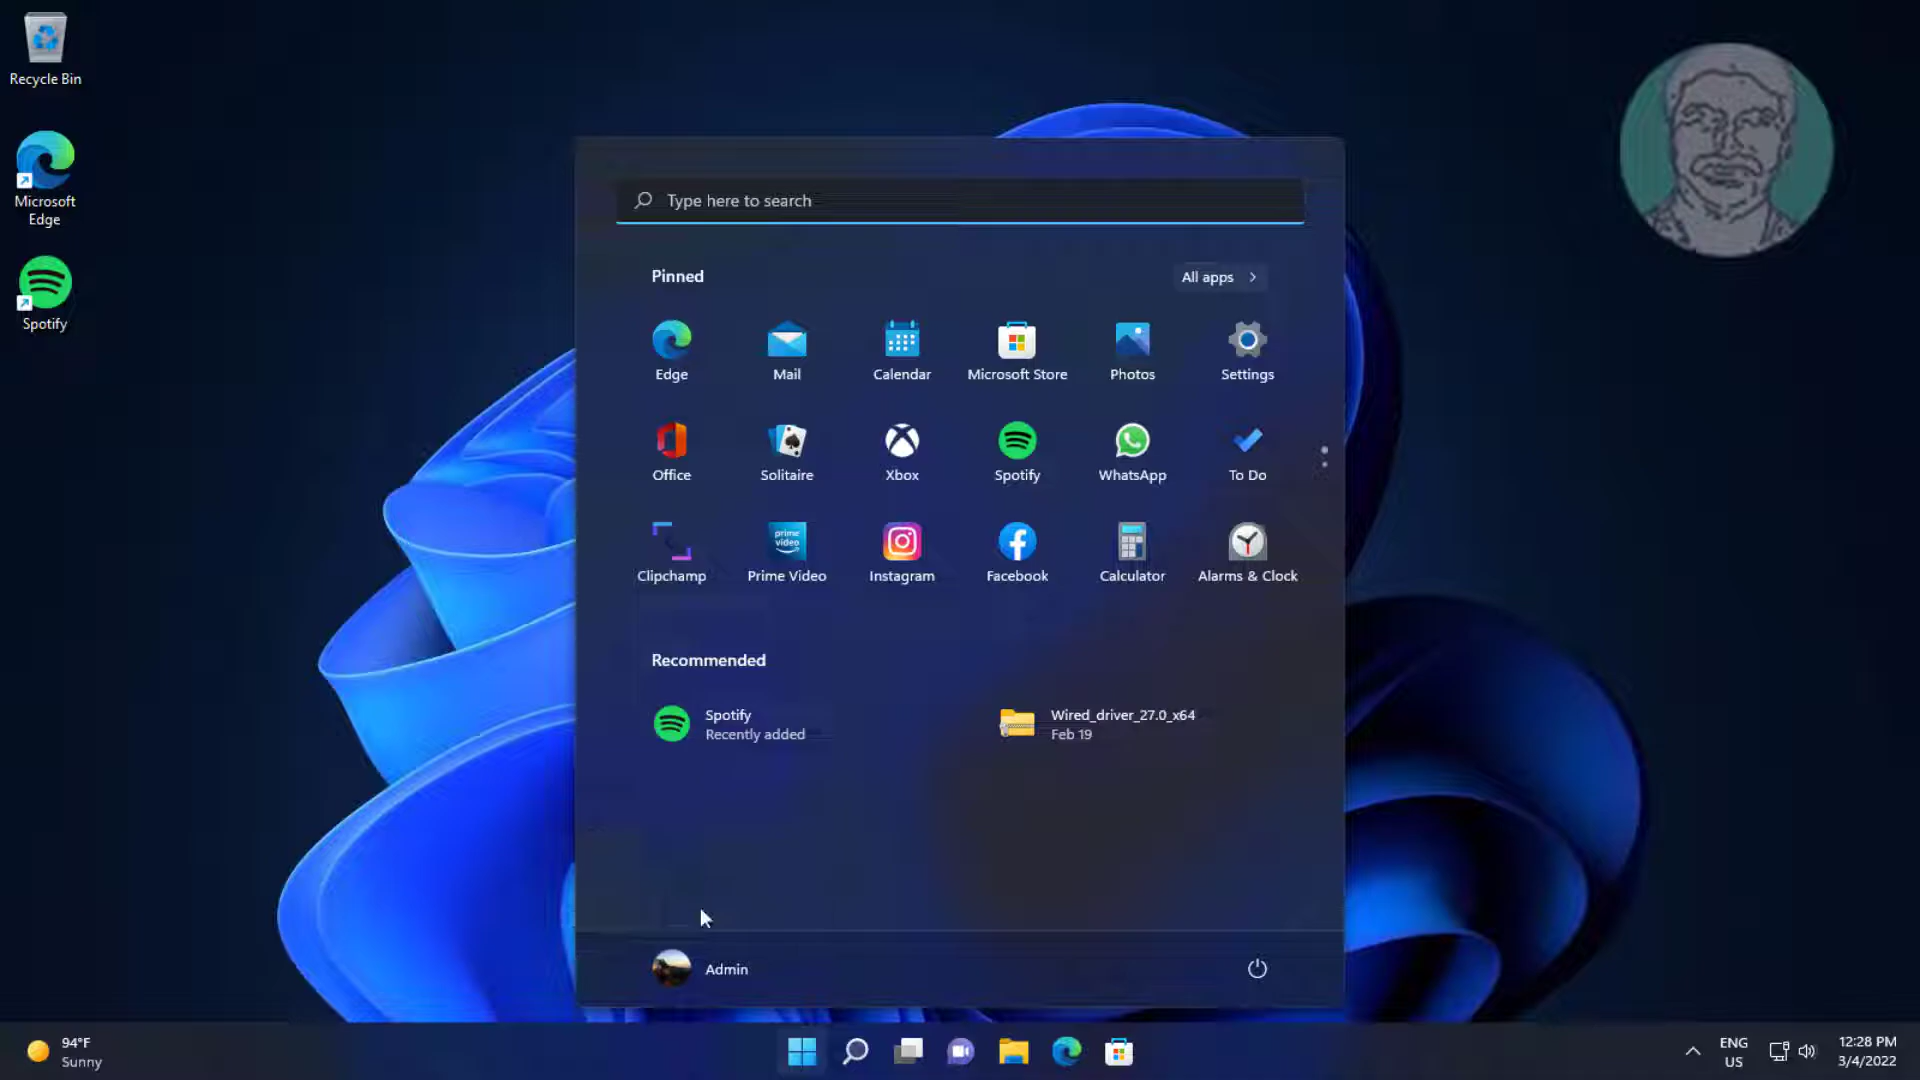 Recycle Bin
Microsoft
Edge
Spotify
Type here to search
Pinned
All apps
Edge
Mail
Calendar
Microsoft Store
Photos
Settings
Office
Solitaire
Xbox
Spotify
WhatsApp
To Do
Clipchamp
prime
video
Prime Video
Instagram
Facebook
Calculator
Alarms & Clock
Recommended
Spotify
Recently added
Wired_driver_27.0_x64
Feb 19
Admin
94°F
Sunny
ENG
US
12:28 PM
3/4/2022